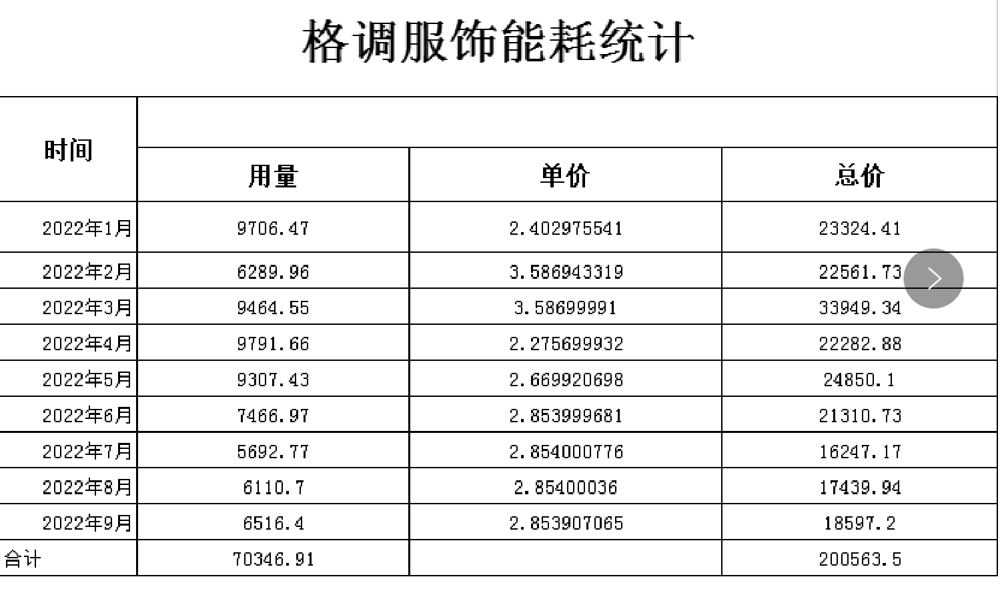 格调服饰能耗统计
时间
用量 单价 总价
2022年1月 9706.47 2.402975541 23324.41
2022年2月 6289.96 3.586943319 22561.73
2022年3月 9464.55 3.58699991 33949.34
2022年4月 9791.66 2.275699932 22282.88
2022年5月 9307.43 2.669920698 24850.1
2022年6月 7466.97 2.853999681 21310.73
2022年7月 5692.77 2.854000776 16247.17
2022年8月 6110.7 2.85400036 17439.94
2022年9月 6516.4 2.853907065 18597.2
合计 70346.91 200563.5